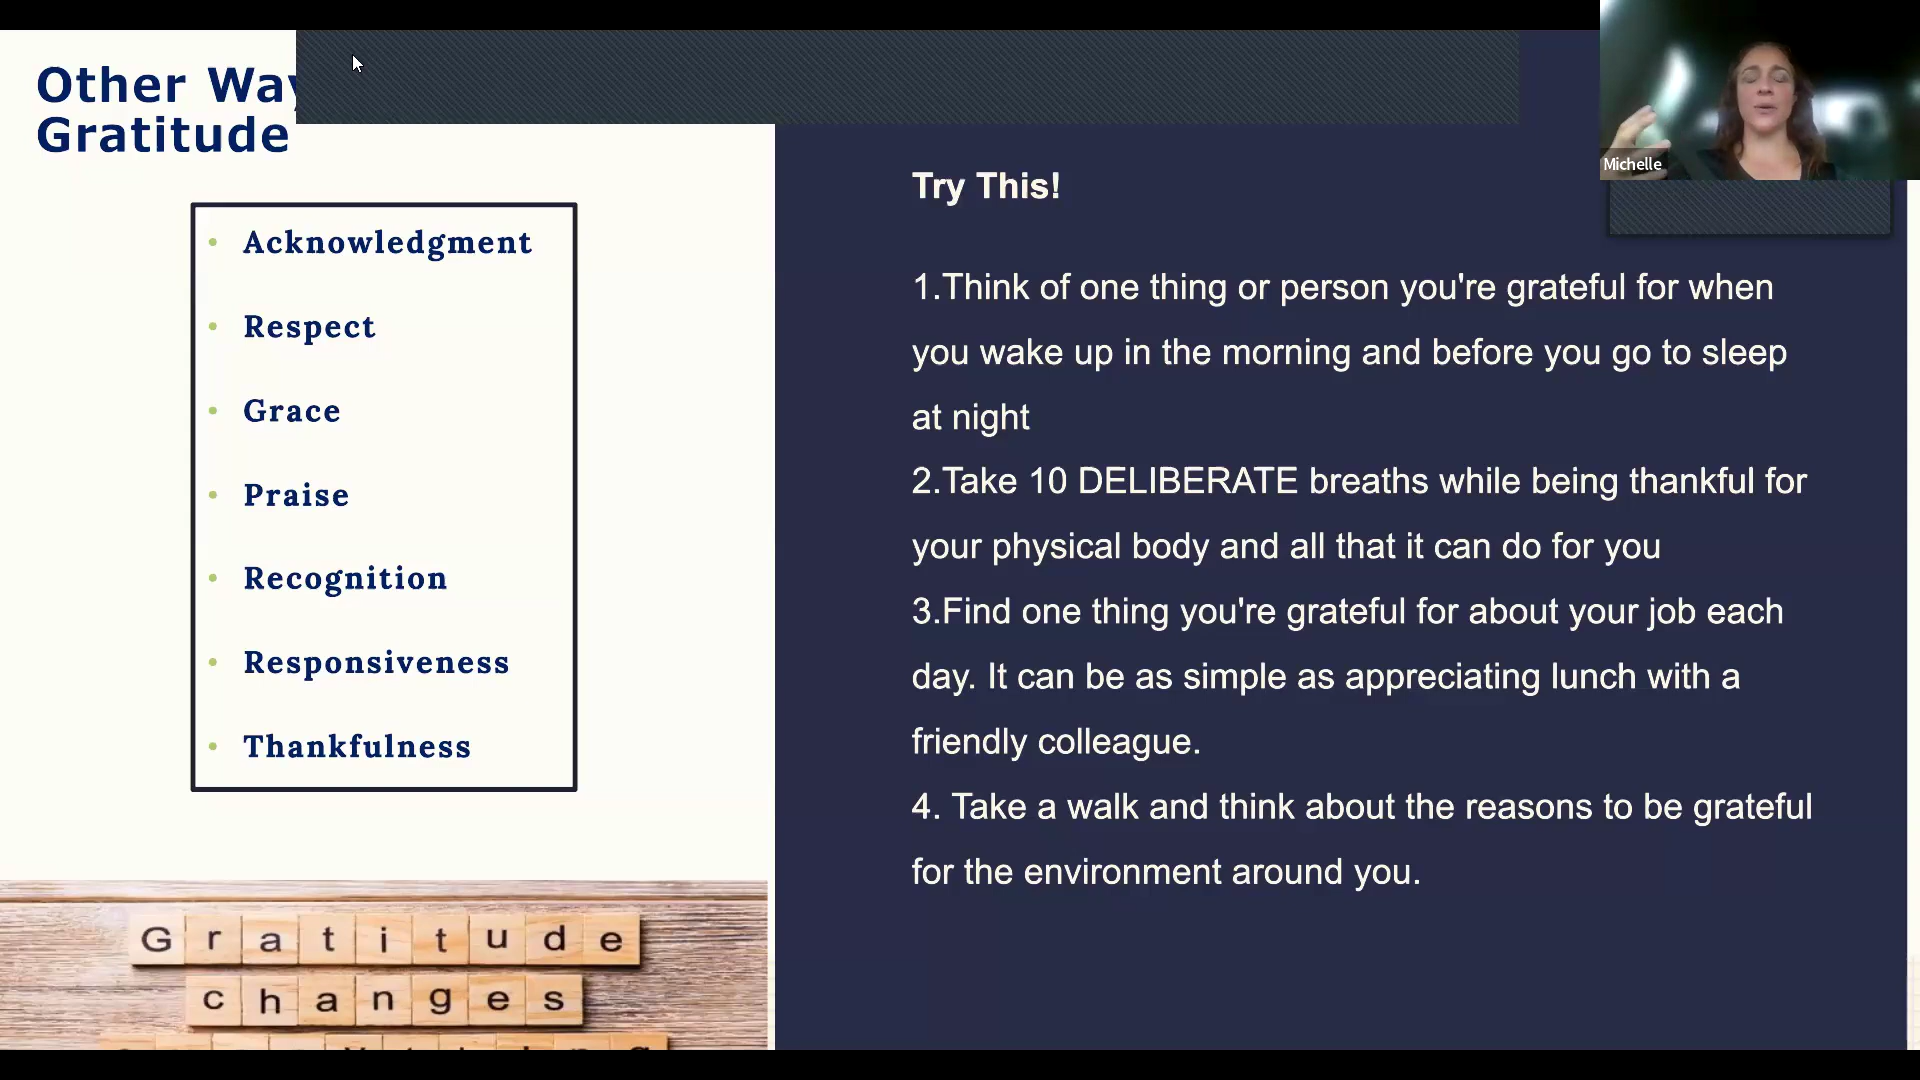 Other
Gratitude
Michelle
• Acknowledgment
• Respect
• Grace
• Praise
• Recognition
• Responsiveness
• Thankfulness
Try This!
1.Think of one thing or person you're grateful for when
you wake up in the morning and before you go to sleep
at night
2.Take 10 DELIBERATE breaths while being thankful for
your physical body and all that it can do for you
3.Find one thing you're grateful for about your job each
day. It can be as simple as appreciating lunch with a
friendly colleague.
4. Take a walk and think about the reasons to be grateful
for the environment around you.
Gratitude
changes